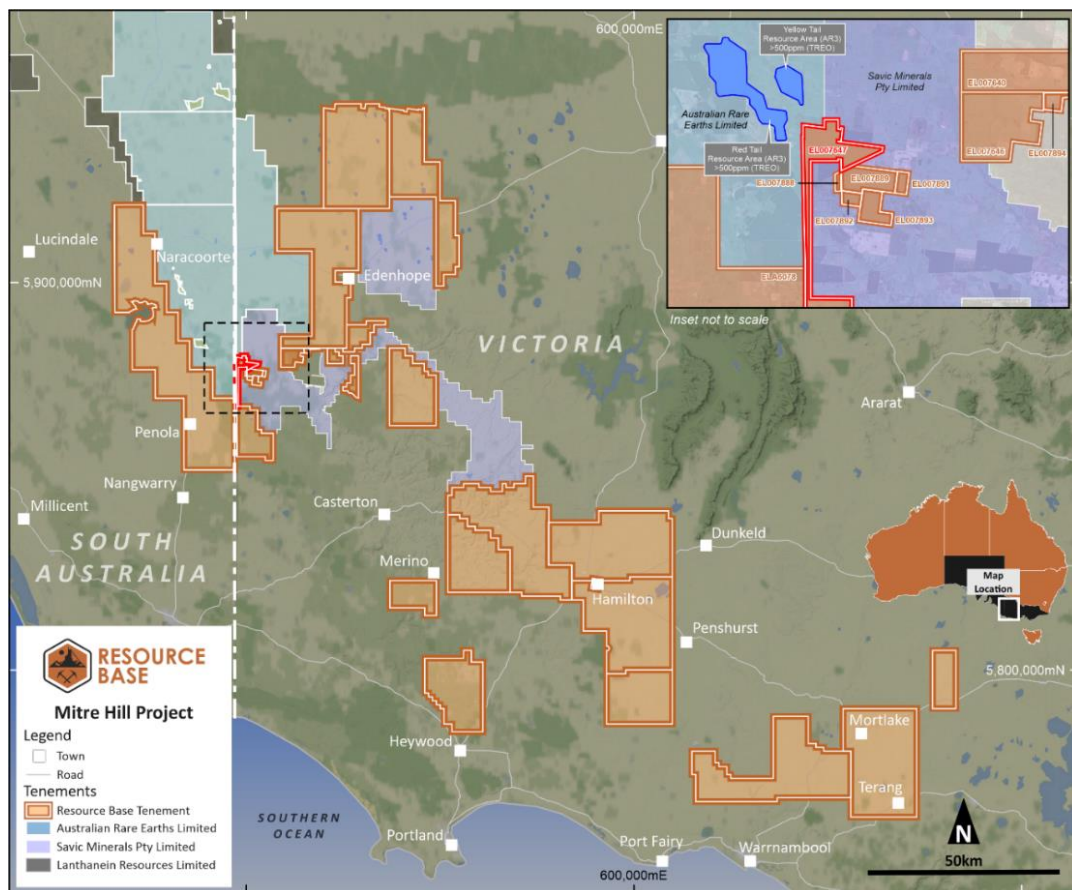 600,000mE
Lucindale
Naracoorte
5,900,000mN
Edenhope
VICTORIA
Ararat
Penola
Nangwarry
Millicent
Casterton
Dunkeld
SOUTH
AUSTRALIA
Merino
Hamilton
Penshurst
5,800,000mN
Mortlake
Heywood
Terang
SOUTHERN
OCEAN
Portland
Port Fairy
Warrnambool
600,000mE
N
50km
Yellow Tail
Resource Area (AR3)
>500ppm (TREO)
Savic Minerals
Pty Limited
EL007640
Australian Rare
Earths Limited
EL007647
EL007646
EL007854
Red Tail
Resource Area (AR3)
>500ppm (TREO)
EL007888
EL007889
EL007891
EL007892
EL007893
Inset not to scale
Map
Location
RESOURCE
BASE
Mitre Hill Project
Legend
Town
Road
Tenements
Resource Base Tenement
Australian Rare Earths Limited
Savic Minerals Pty Limited
Lanthanein Resources Limited